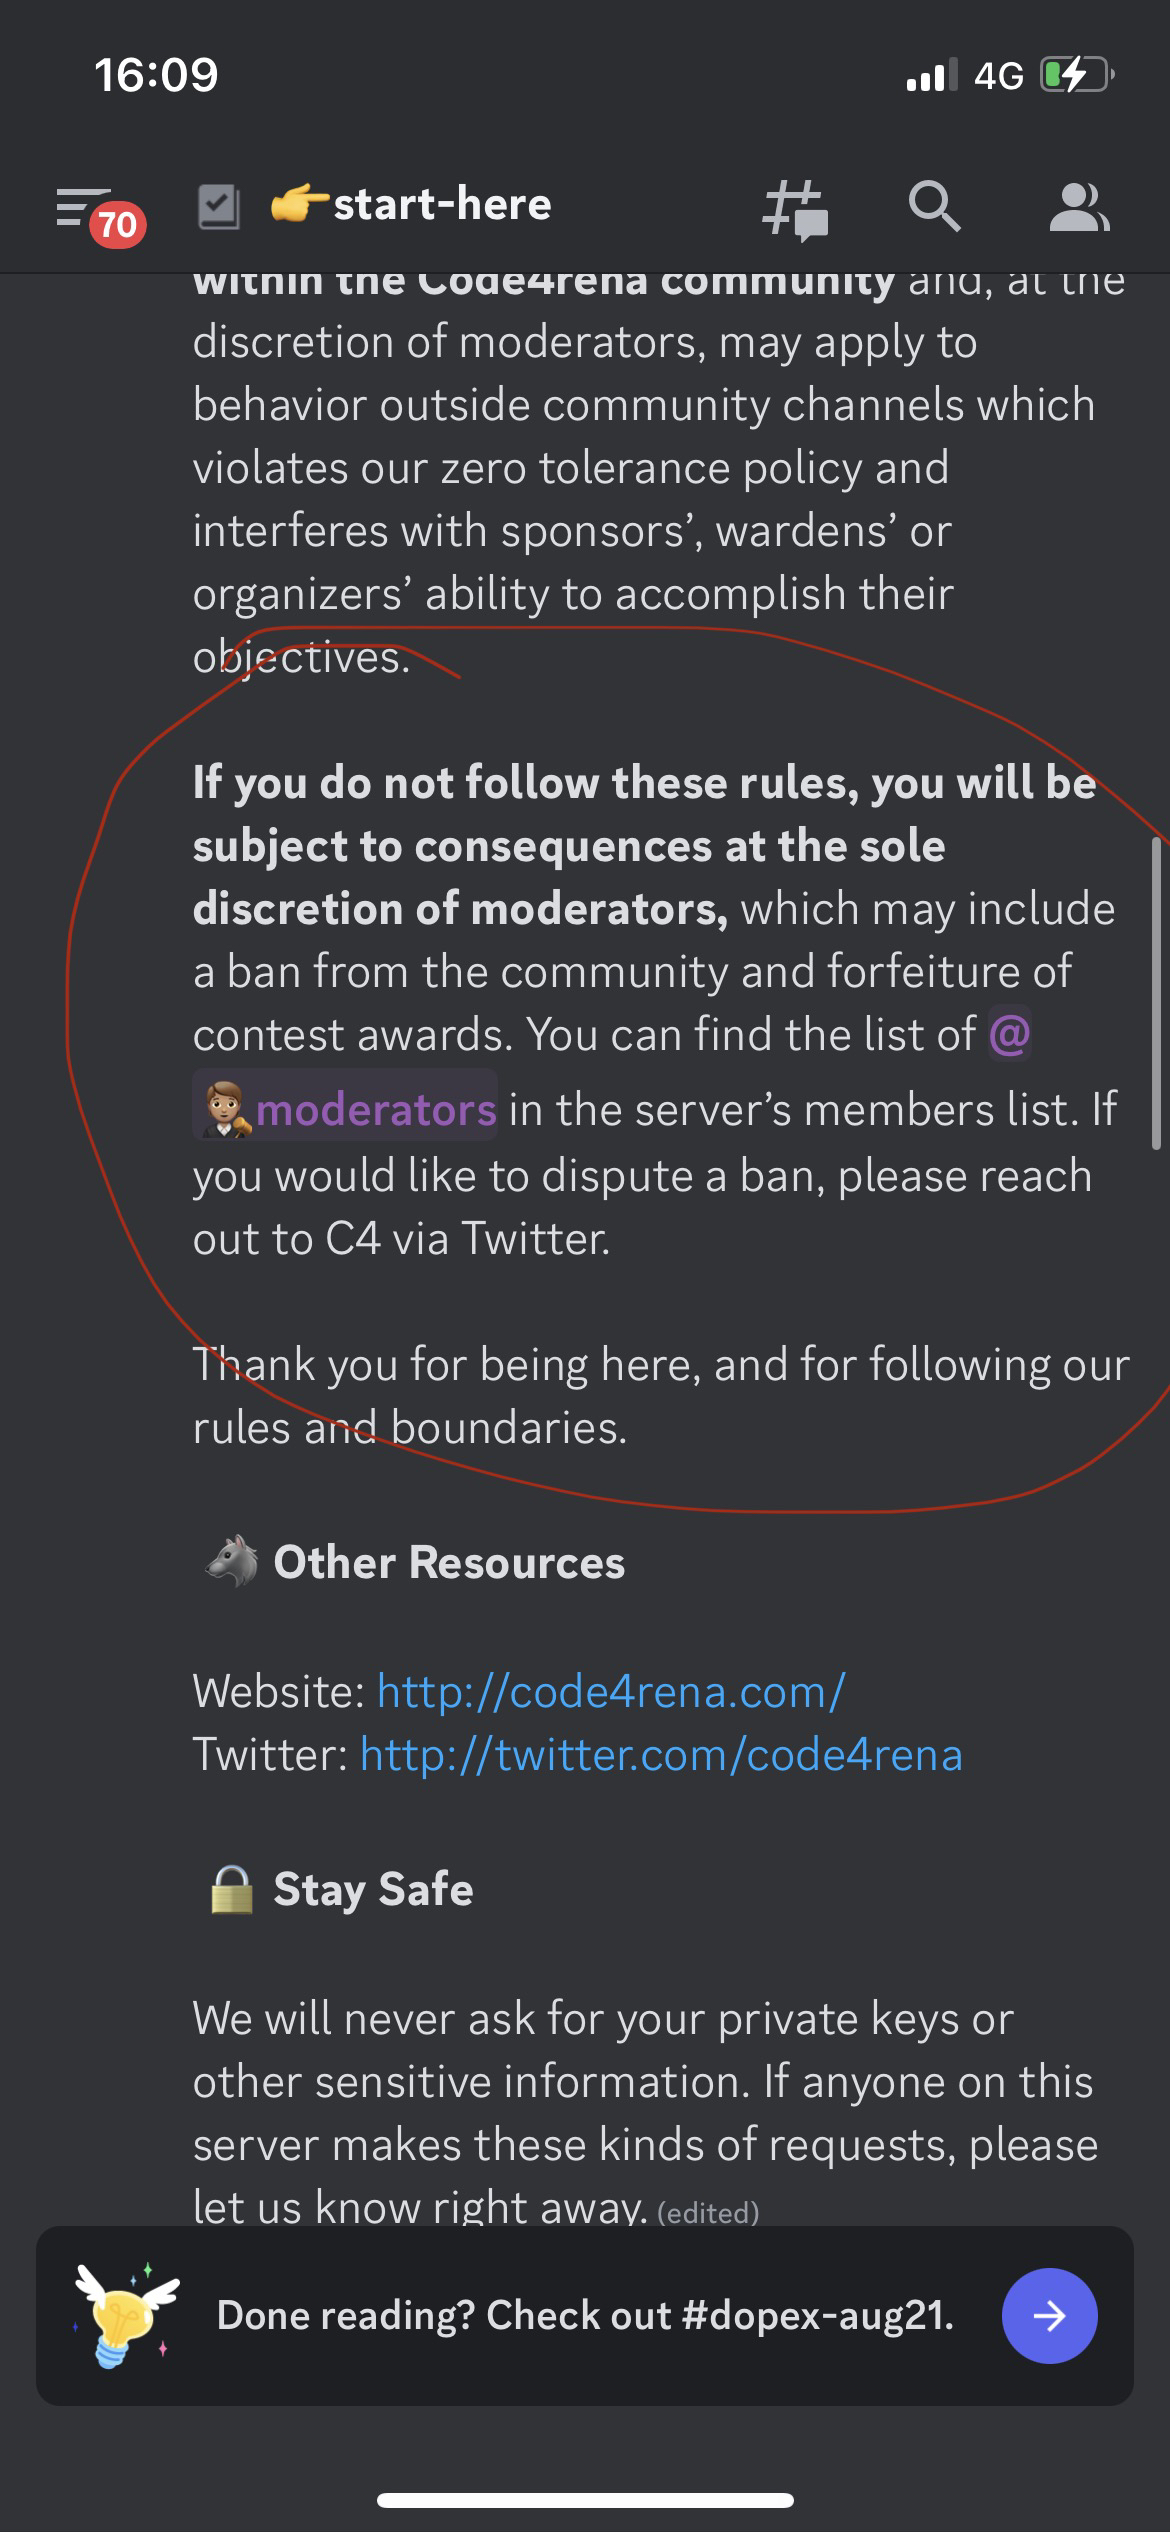 16:09
4G
70
start-here
within the Code4rena community and, at the
discretion of moderators, may apply to
behavior outside community channels which
violates our zero tolerance policy and
interferes with sponsors’, wardens’ or
organizers’ ability to accomplish their
objectives.
If you do not follow these rules, you will be
subject to consequences at the sole
discretion of moderators, which may include
a ban from the community and forfeiture of
contest awards. You can find the list of @
moderators in the server’s members list. If
you would like to dispute a ban, please reach
out to C4 via Twitter.
Thank you for being here, and for following our
rules and boundaries.
Other Resources
Website: http://code4rena.com/
Twitter: http://twitter.com/code4rena
Stay Safe
We will never ask for your private keys or
other sensitive information. If anyone on this
server makes these kinds of requests, please
let us know right away. (edited)
Done reading? Check out #dopex-aug21.